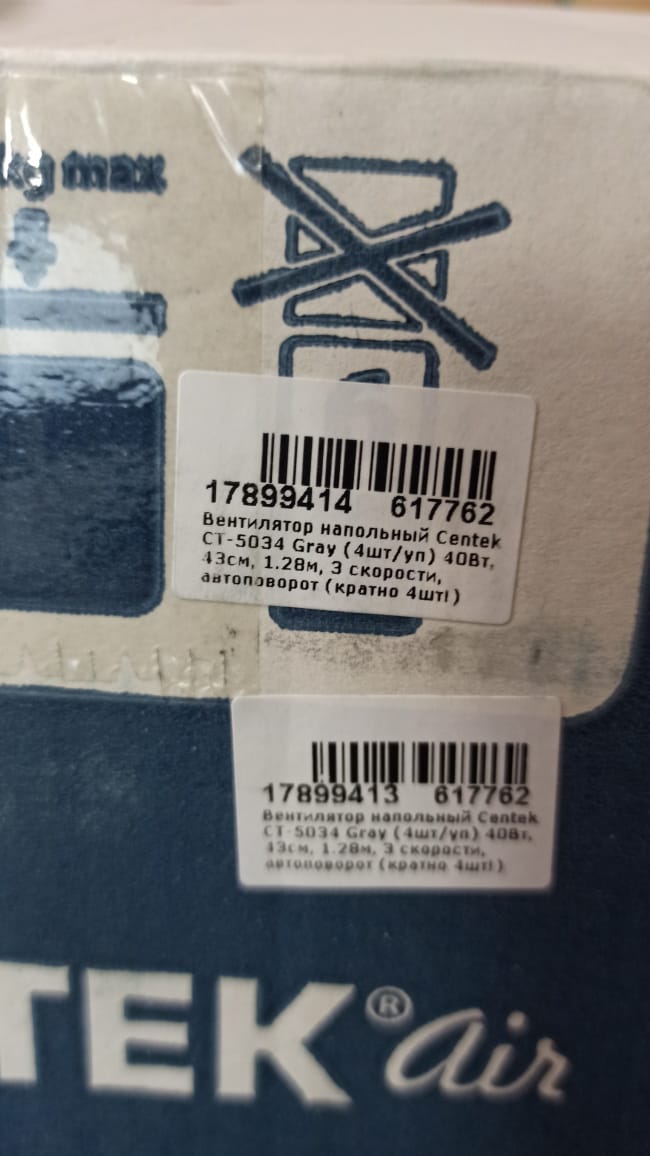 kg max
17899414 617762
Вентилятор напольный Centek
CT-5034 Gray (4шт/уп) 40Вт,
43см, 1.28м, 3 скорости,
автоповорот (кратно 4шт!)
17899413 617762
Вентилятор напольный Centek
CT-5034 Gray (4шт/уп) 40Вт,
43см, 1.28м, 3 скорости,
автоповорот (кратно 4шт!)
TEK® air